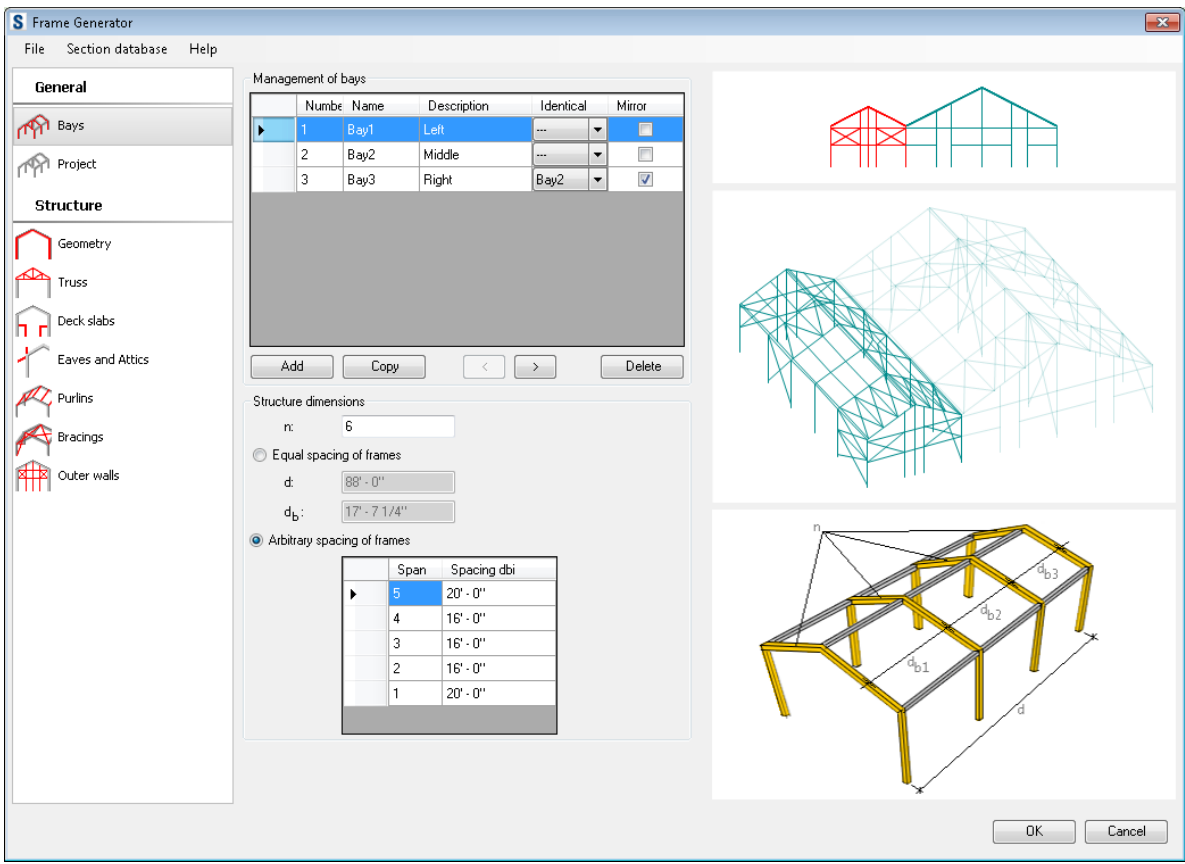 S Frame Generator
File Section database Help
General
Bays
Project
Structure
Geometry
Truss
Deck slabs
Eaves and Attics
Purlins
Bracings
Outer walls
Management of bays
Numbe Name Description Identical Mirror
1 Bay1 Left ---
2 Bay2 Middle ---
3 Bay3 Right Bay2
Add Copy < > Delete
Structure dimensions
n: 6
Equal spacing of frames
d: 88' - 0"
db: 17' - 7 1/4"
Arbitrary spacing of frames
Span Spacing dbi
5 20' - 0"
4 16' - 0"
3 16' - 0"
2 16' - 0"
1 20' - 0"
n
db3
db2
db1
d
OK Cancel